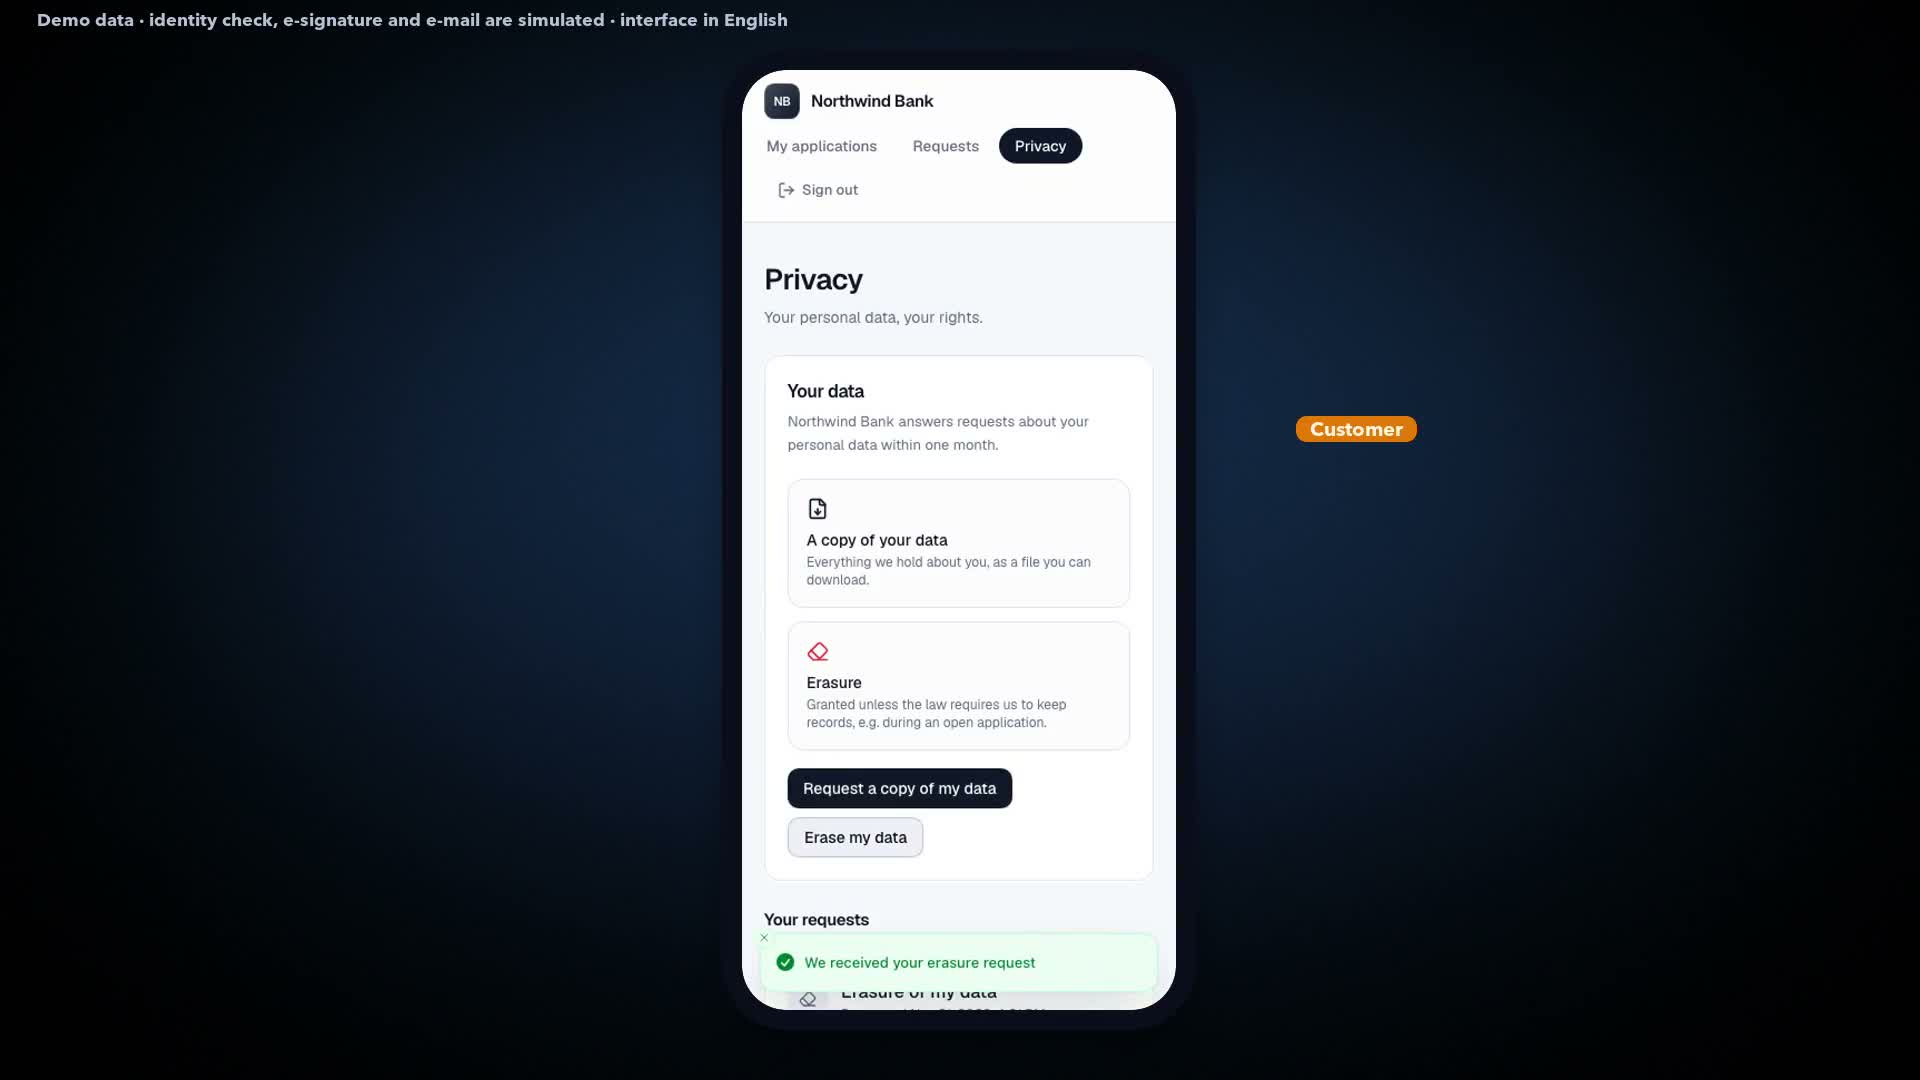 Demo data · identity check, e-signature and e-mail are simulated · interface in English
NB
Northwind Bank
My applications
Requests
Privacy
Sign out
Privacy
Your personal data, your rights.
Your data
Northwind Bank answers requests about your
personal data within one month.
A copy of your data
Everything we hold about you, as a file you can
download.
Erasure
Granted unless the law requires us to keep
records, e.g. during an open application.
Request a copy of my data
Erase my data
Your requests
We received your erasure request
Erasure of my data
Customer